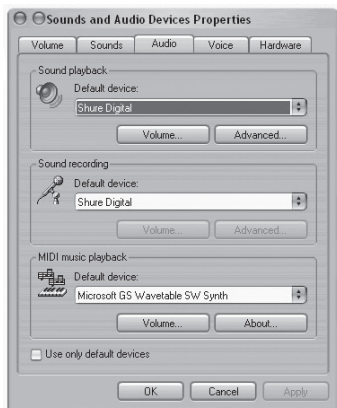 Sounds and Audio Devices Properties
Volume Sounds Audio Voice Hardware
Sound playback
Default device:
Shure Digital
Volume... Advanced...
Sound recording
Default device:
Shure Digital
Volume... Advanced...
MIDI music playback
Default device:
Microsoft GS Wavetable SW Synth
Volume... About...
Use only default devices
OK Cancel Apply